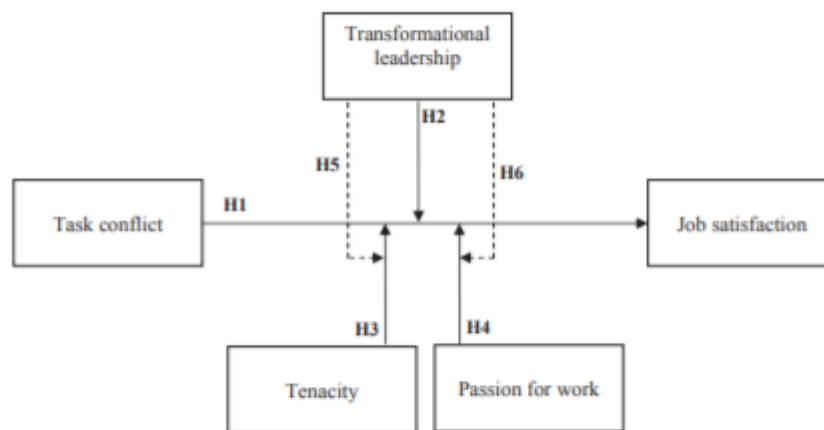 Transformational
leadership
H2
H5
H6
H1
Task conflict
Job satisfaction
H3
H4
Tenacity
Passion for work